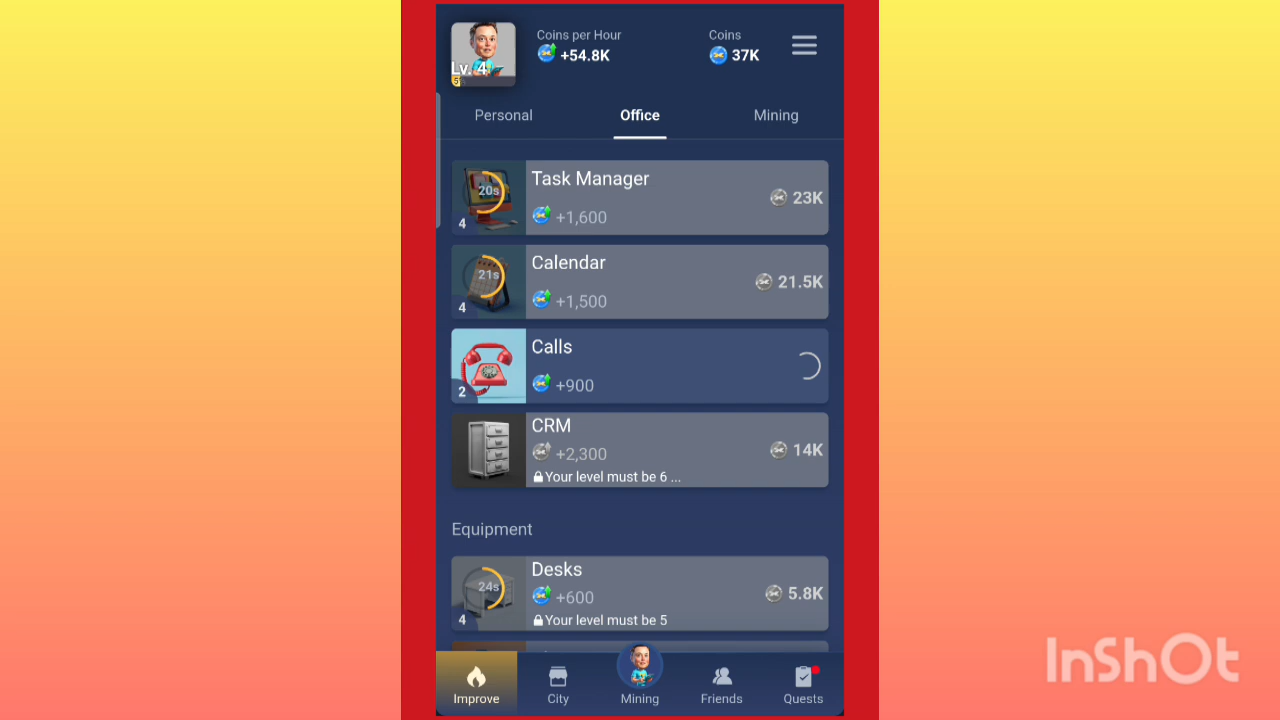 Coins per Hour
+54.8K
Coins
37K
Lv. 4
5
Personal
Office
Mining
20s
4
Task Manager
+1,600
23K
21s
4
Calendar
+1,500
21.5K
2
Calls
+900
CRM
+2,300
14K
Your level must be 6 ...
Equipment
24s
4
Desks
+600
5.8K
Your level must be 5
Improve
City
Mining
Friends
Quests
InShOt